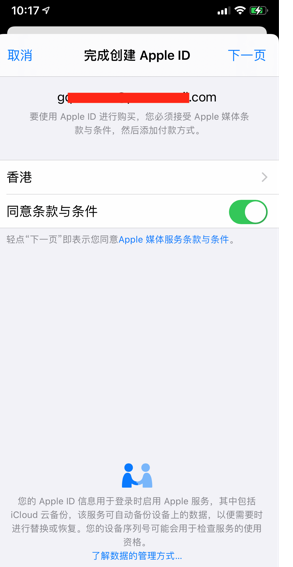 10:17
取消
完成创建 Apple ID
下一页
.com
要使用 Apple ID 进行购买，您必须接受 Apple 媒体条
款与条件，然后添加付款方式。
香港
同意条款与条件
轻点“下一页”即表示您同意Apple 媒体服务条款与条件。
您的 Apple ID 信息用于登录时启用 Apple 服务，其中包括
iCloud 云备份，该服务可自动备份设备上的数据，以便需要时
进行替换或恢复。您的设备序列号可能会用于检查服务的使用
资格。
了解数据的管理方式...